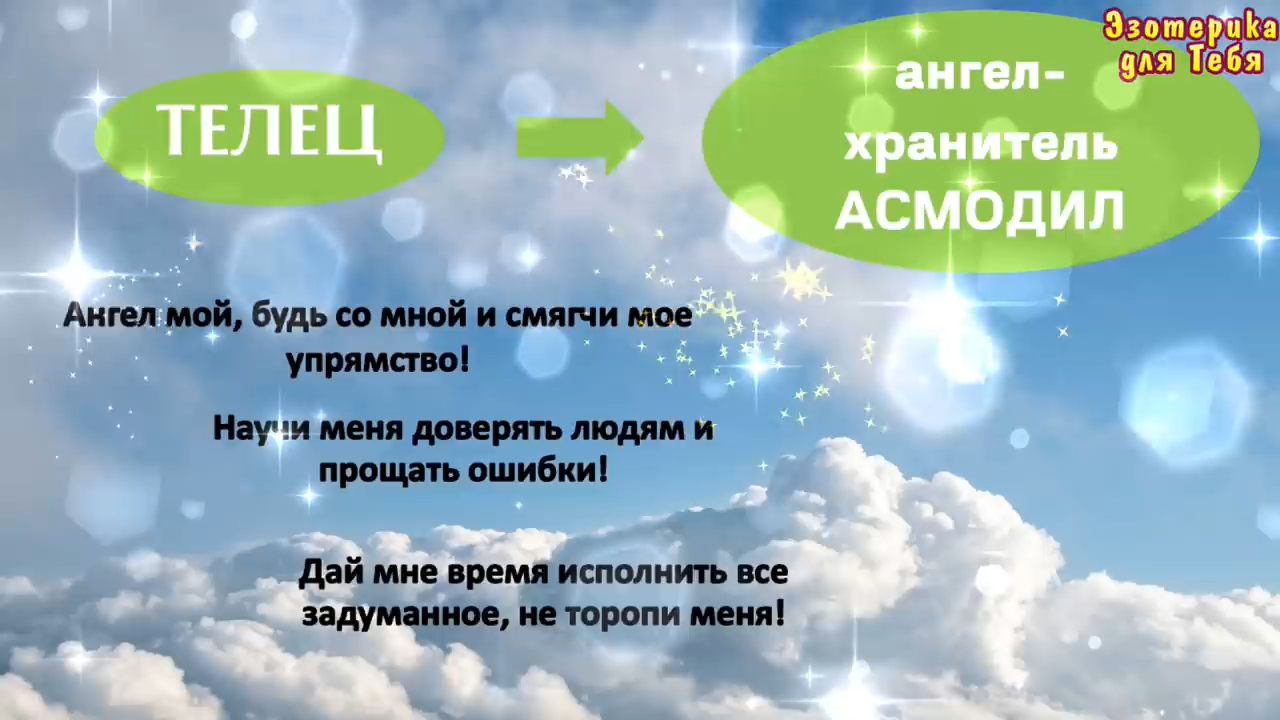 Эзотерика
для Тебя
ТЕЛЕЦ
ангел-
хранитель
АСМОДИЛ
Ангел мой, будь со мной и смягчи мое
упрямство!
Научи меня доверять людям и
прощать ошибки!
Дай мне время исполнить все
задуманное, не торопи меня!